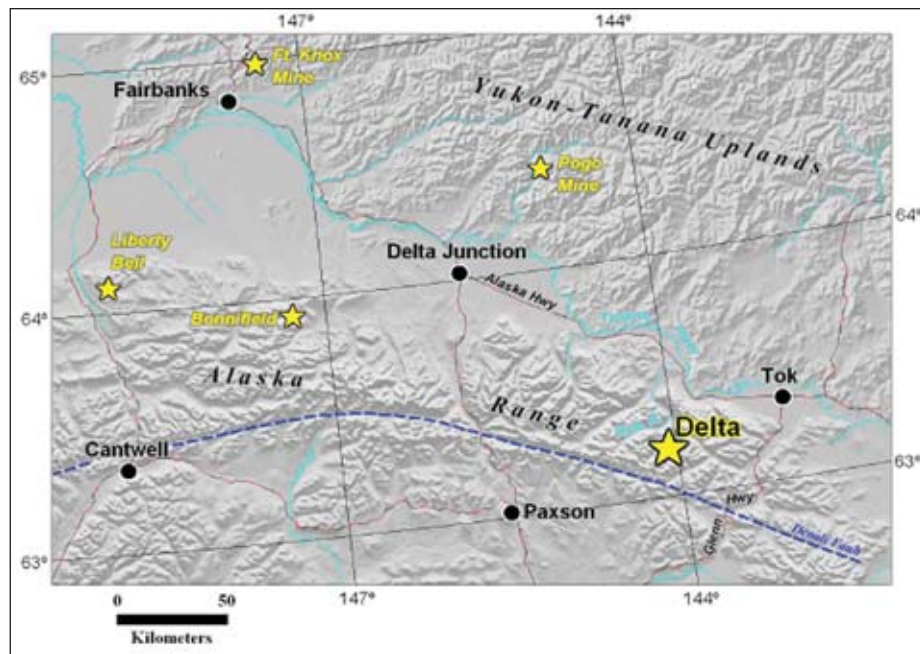 147°
144°
65°
Ft. Knox
Mine
Fairbanks
Yukon-Tanana Uplands
Pogo
Mine
64°
Liberty
Bell
Delta Junction
Alaska Hwy
Bonnifield
64°
Tanana
Alaska
Range
Tok
Delta
Cantwell
63°
Paxson
Glenn
Hwy
Denali Fault
63°
147°
144°
0
50
Kilometers